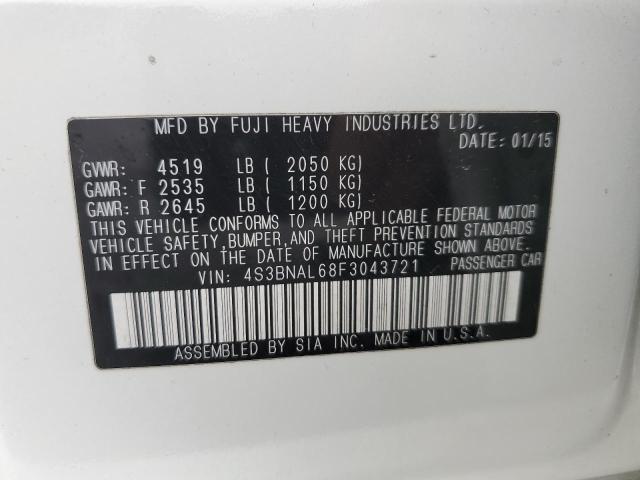 MFD BY FUJI HEAVY INDUSTRIES LTD.
DATE: 01/15
GVWR: 4519 LB ( 2050 KG)
GAWR: F 2535 LB ( 1150 KG)
GAWR: R 2645 LB ( 1200 KG)
THIS VEHICLE CONFORMS TO ALL APPLICABLE FEDERAL MOTOR
VEHICLE SAFETY, BUMPER, AND THEFT PREVENTION STANDARDS
IN EFFECT ON THE DATE OF MANUFACTURE SHOWN ABOVE.
VIN: 4S3BNAL68F3043721 PASSENGER CAR
ASSEMBLED BY SIA INC. MADE IN U.S.A.